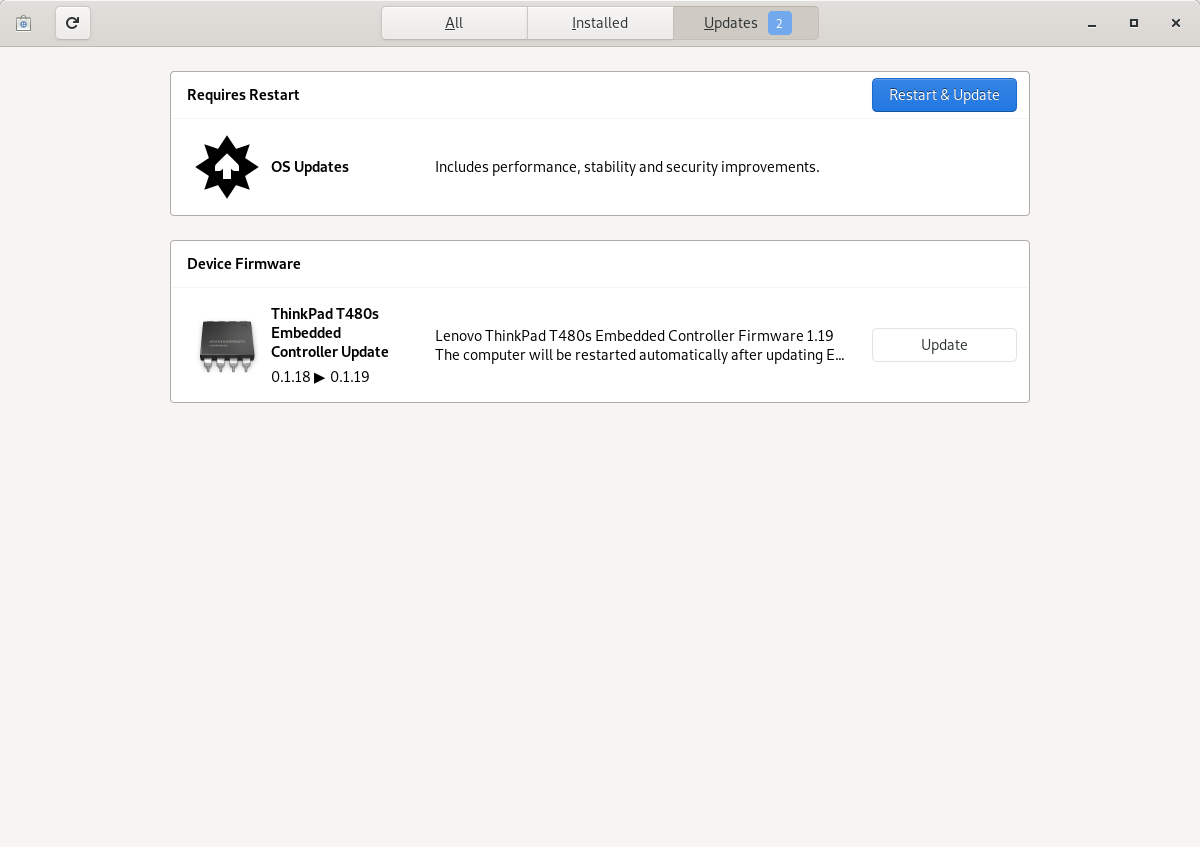 All
Installed
Updates 2
Requires Restart
Restart & Update
OS Updates
Includes performance, stability and security improvements.
Device Firmware
ThinkPad T480s
Embedded
Controller Update
0.1.18 ▶ 0.1.19
Lenovo ThinkPad T480s Embedded Controller Firmware 1.19
The computer will be restarted automatically after updating E…
Update